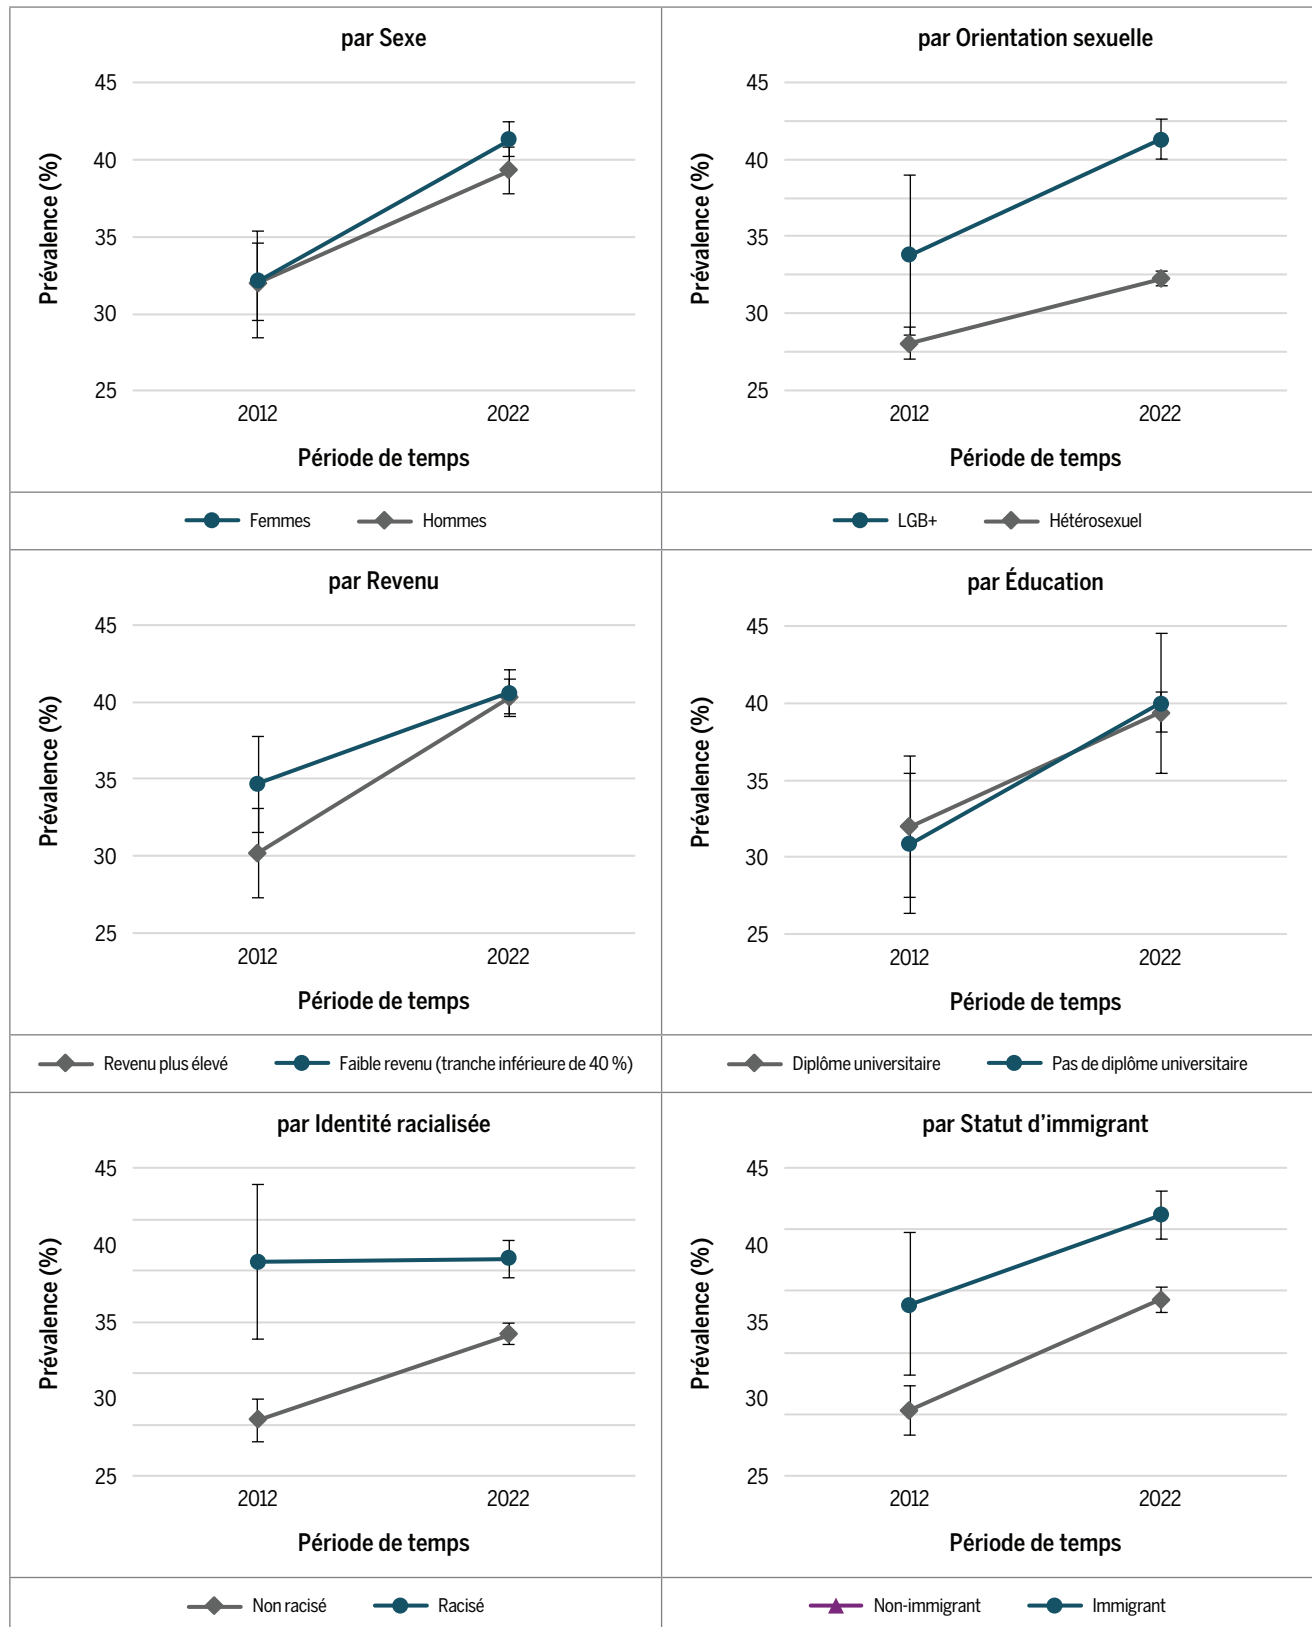 par Sexe
45
40
35
30
25
Prévalence (%)
2012 2022
Période de temps
Femmes Hommes
par Orientation sexuelle
45
40
35
30
25
Prévalence (%)
2012 2022
Période de temps
LGB+ Hétérosexuel
par Revenu
45
40
35
30
25
Prévalence (%)
2012 2022
Période de temps
Revenu plus élevé Faible revenu (tranche inférieure de 40 %)
par Éducation
45
40
35
30
25
Prévalence (%)
2012 2022
Période de temps
Diplôme universitaire Pas de diplôme universitaire
par Identité racialisée
45
40
35
30
25
Prévalence (%)
2012 2022
Période de temps
Non racisé Racisé
par Statut d’immigrant
45
40
35
30
25
Prévalence (%)
2012 2022
Période de temps
Non-immigrant Immigrant